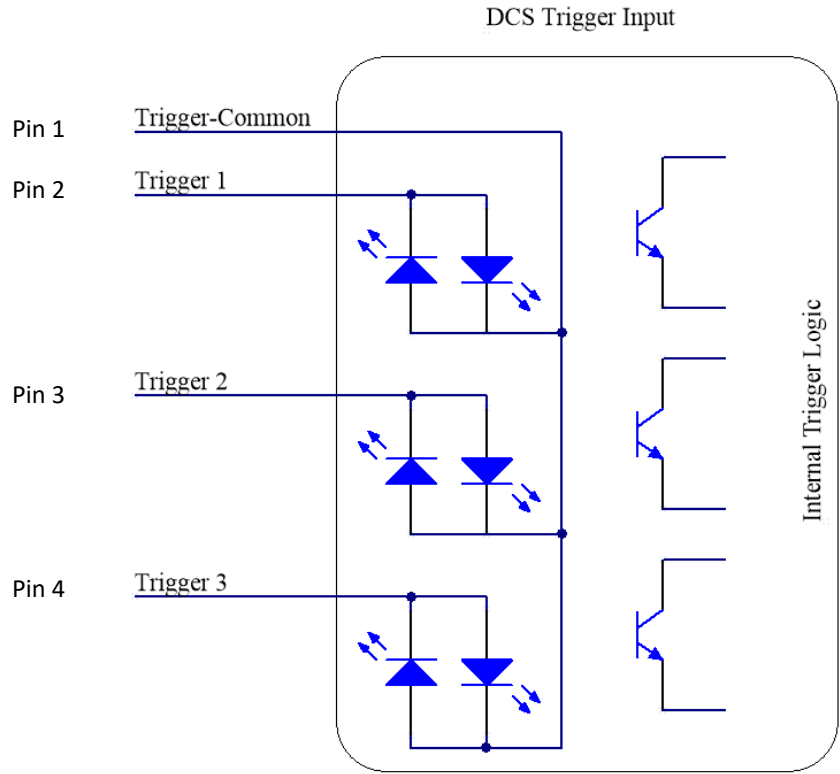 DCS Trigger Input
Pin 1
Trigger-Common
Pin 2
Trigger 1
Pin 3
Trigger 2
Pin 4
Trigger 3
Internal Trigger Logic